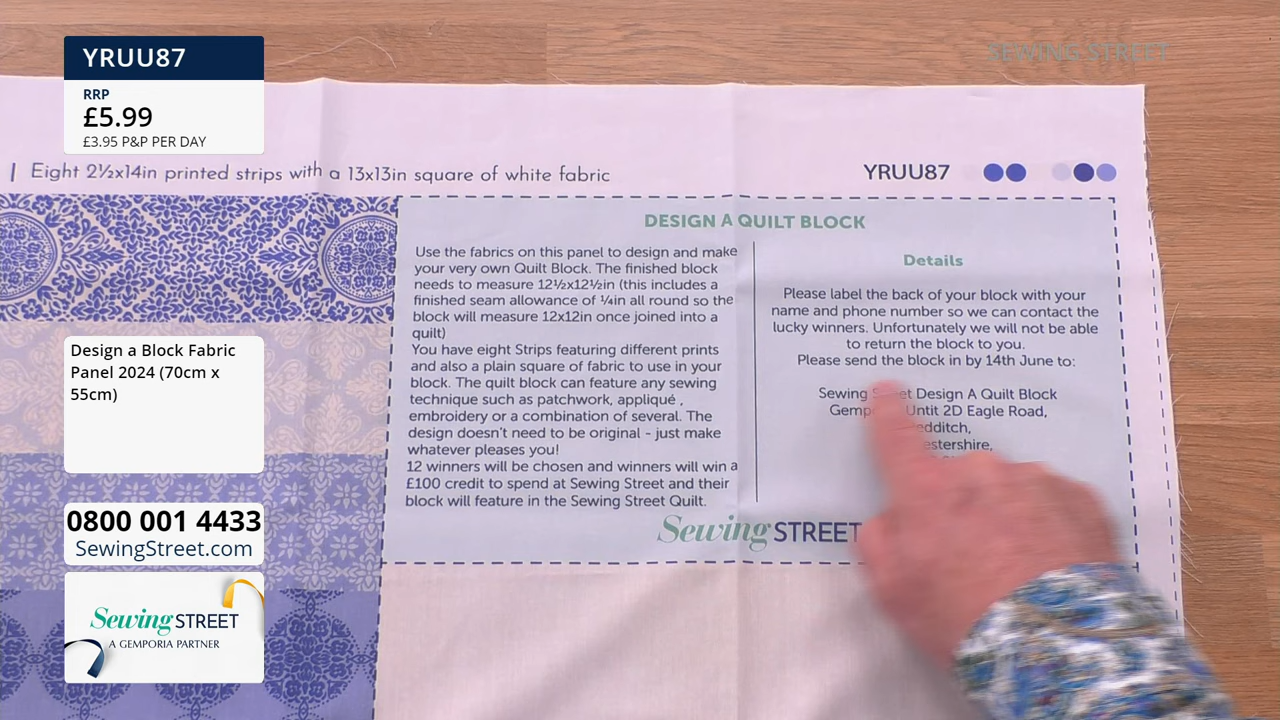 YRUU87
RRP
£5.99
£3.95 P&P PER DAY
SEWING STREET
Eight 2½x14in printed strips with a 13x13in square of white fabric
YRUU87
DESIGN A QUILT BLOCK
Use the fabrics on this panel to design and make
your very own Quilt Block. The finished block
needs to measure 12½x12½in (this includes a
finished seam allowance of ¼in all round so the
block will measure 12x12in once joined into a
quilt)
You have eight Strips featuring different prints
and also a plain square of fabric to use in your
block. The quilt block can feature any sewing
technique such as patchwork, appliqué ,
embroidery or a combination of several. The
design doesn't need to be original - just make
whatever pleases you!
12 winners will be chosen and winners will win a
£100 credit to spend at Sewing Street and their
block will feature in the Sewing Street Quilt.
Details
Please label the back of your block with your
name and phone number so we can contact the
lucky winners. Unfortunately we will not be able
to return the block to you.
Please send the block in by 14th June to:
Sewing Design A Quilt Block
Untit 2D Eagle Road,
Sewing STREET
Design a Block Fabric
Panel 2024 (70cm x
55cm)
0800 001 4433
SewingStreet.com
Sewing STREET
A GEMPORIA PARTNER